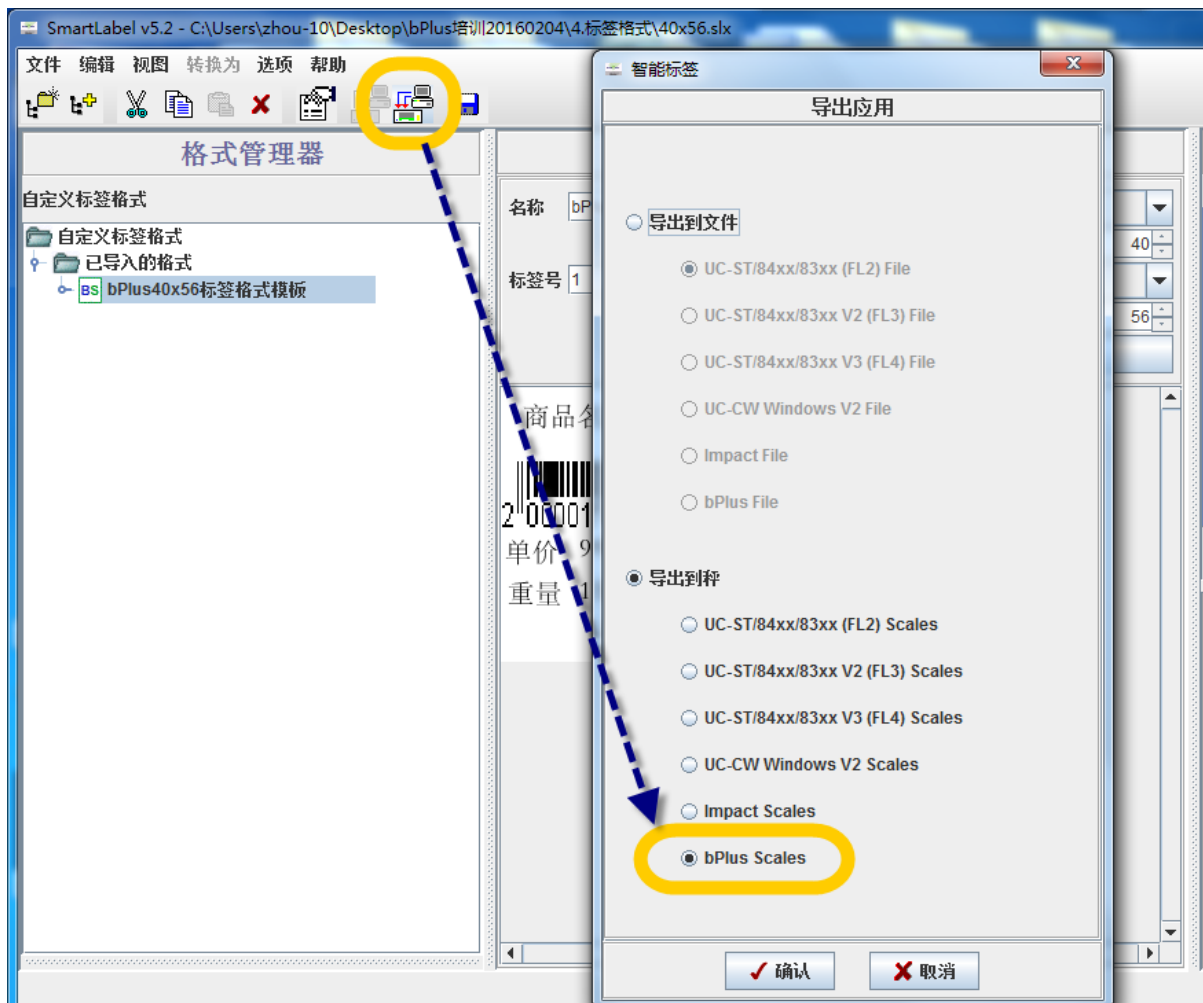 SmartLabel v5.2 - C:\Users\zhou-10\Desktop\bPlus培训20160204\4.标签格式\40x56.slx
文件 编辑 视图 转换为 选项 帮助
格式管理器
自定义标签格式
自定义标签格式
已导入的格式
BS bPlus40x56标签格式模板
名称 bP
40
标签号 1
56
商品名
2 00001
单价 9
重量 1
智能标签
导出应用
导出到文件
UC-ST/84xx/83xx (FL2) File
UC-ST/84xx/83xx V2 (FL3) File
UC-ST/84xx/83xx V3 (FL4) File
UC-CW Windows V2 File
Impact File
bPlus File
导出到秤
UC-ST/84xx/83xx (FL2) Scales
UC-ST/84xx/83xx V2 (FL3) Scales
UC-ST/84xx/83xx V3 (FL4) Scales
UC-CW Windows V2 Scales
Impact Scales
bPlus Scales
确认 取消